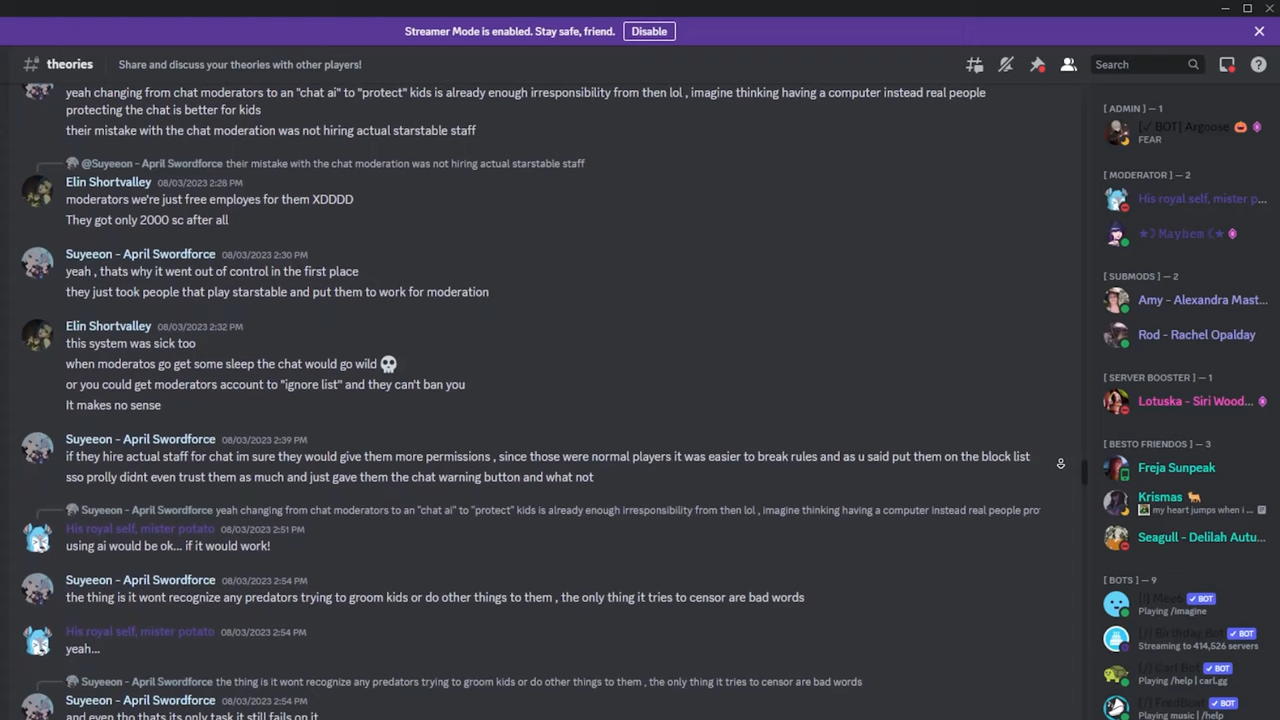 Streamer Mode is enabled. Stay safe, friend. Disable
theories Share and discuss your theories with other players! Search
yeah changing from chat moderators to an "chat ai" to "protect" kids is already enough irresponsibility from then lol , imagine thinking having a computer instead real people
protecting the chat is better for kids
their mistake with the chat moderation was not hiring actual starstable staff
@Suyeeon - April Swordforce their mistake with the chat moderation was not hiring actual starstable staff
Elin Shortvalley 08/03/2023 2:28 PM
moderators we're just free employes for them XDDDD
They got only 2000 sc after all
Suyeeon - April Swordforce 08/03/2023 2:30 PM
yeah , thats why it went out of control in the first place
they just took people that play starstable and put them to work for moderation
Elin Shortvalley 08/03/2023 2:32 PM
this system was sick too
when moderatos go get some sleep the chat would go wild 💀
or you could get moderators account to "ignore list" and they can't ban you
It makes no sense
Suyeeon - April Swordforce 08/03/2023 2:39 PM
if they hire actual staff for chat im sure they would give them more permissions , since those were normal players it was easier to break rules and as u said put them on the block list
sso prolly didnt even trust them as much and just gave them the chat warning button and what not
Suyeeon - April Swordforce yeah changing from chat moderators to an "chat ai" to "protect" kids is already enough irresponsibility from then lol , imagine thinking having a computer instead real people pro
His royal self, mister potato 08/03/2023 2:51 PM
using ai would be ok... if it would work!
Suyeeon - April Swordforce 08/03/2023 2:54 PM
the thing is it wont recognize any predators trying to groom kids or do other things to them , the only thing it tries to censor are bad words
His royal self, mister potato 08/03/2023 2:54 PM
yeah...
Suyeeon - April Swordforce the thing is it wont recognize any predators trying to groom kids or do other things to them , the only thing it tries to censor are bad words
Suyeeon - April Swordforce 08/03/2023 2:54 PM
and even tho thats its only task it still fails on it
[ ADMIN ] — 1
[✓ BOT] Argoose 🎃
FEAR
[ MODERATOR ] — 2
His royal self, mister p...
★☽ Mayhem ☾★
[ SUBMODS ] — 2
Amy - Alexandra Mast...
Rod - Rachel Opalday
[ SERVER BOOSTER ] — 1
Lotuska - Siri Wood...
[ BESTO FRIENDOS ] — 3
Freja Sunpeak
Krismas 🐕
my heart jumps when i ...
Seagull - Delilah Autu...
[ BOTS ] — 9
[!] Mee6 ✓ BOT
Playing /imagine
[/] Birthday Bot ✓ BOT
Streaming to 414,526 servers
[/] Carl Bot ✓ BOT
Playing /help | carl.gg
[/] FredBoat ✓ BOT
Playing music | /help